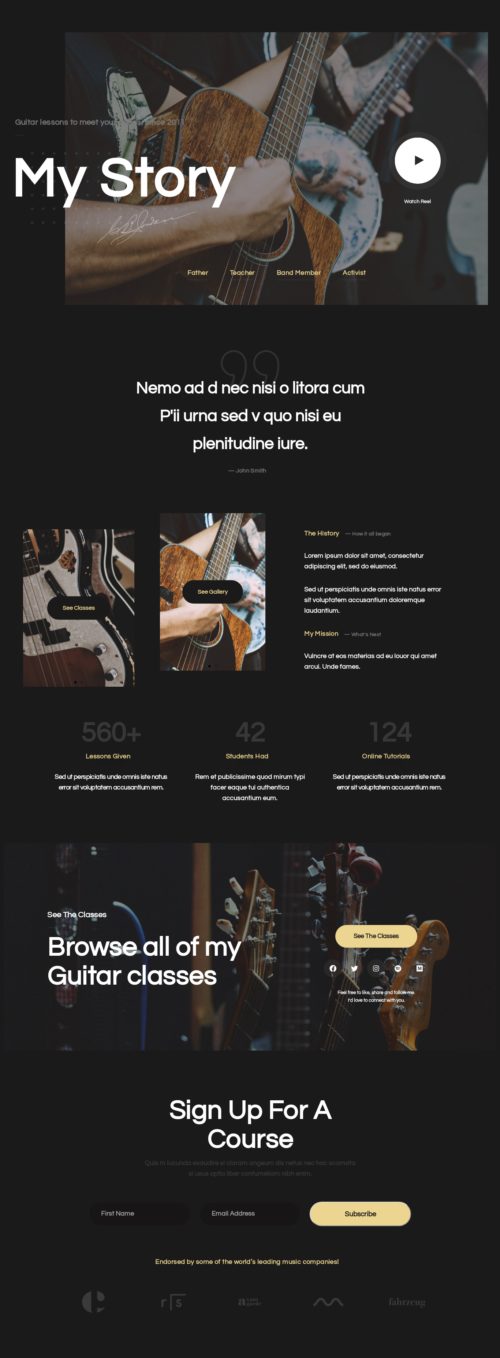 Guitar lessons to meet your since 2011
My Story
Watch Reel
Father Teacher Band Member Activist
Nemo ad d nec nisi o litora cum
P'ii urna sed v quo nisi eu
plenitudine iure.
— John Smith
See Classes
See Gallery
The History — How it all began
Lorem ipsum dolor sit amet, consectetur
adipiscing elit, sed do eiusmod.
Sed ut perspiciatis unde omnis iste natus error
sit voluptatem accusantium doloremque
laudantium.
My Mission — What's Next
Vulncre at eos materias ad eu louor qui amet
arcu. Unde fames.
560+
Lessons Given
Sed ut perspiciatis unde omnis iste natus
error sit voluptatem accusantium rem.
42
Students Had
Rem et publicissime quod mirum typi
facer eaque tui authentica
accusantium eum.
124
Online Tutorials
Sed ut perspiciatis unde omnis iste natus
error sit voluptatem accusantium rem.
See The Classes
Browse all of my
Guitar classes
See The Classes
Feel free to like, share and follow me.
I'd love to connect with you.
Sign Up For A
Course
First Name
Email Address
Subscribe
Endorsed by some of the world's leading music companies!
rs
fahrzeug